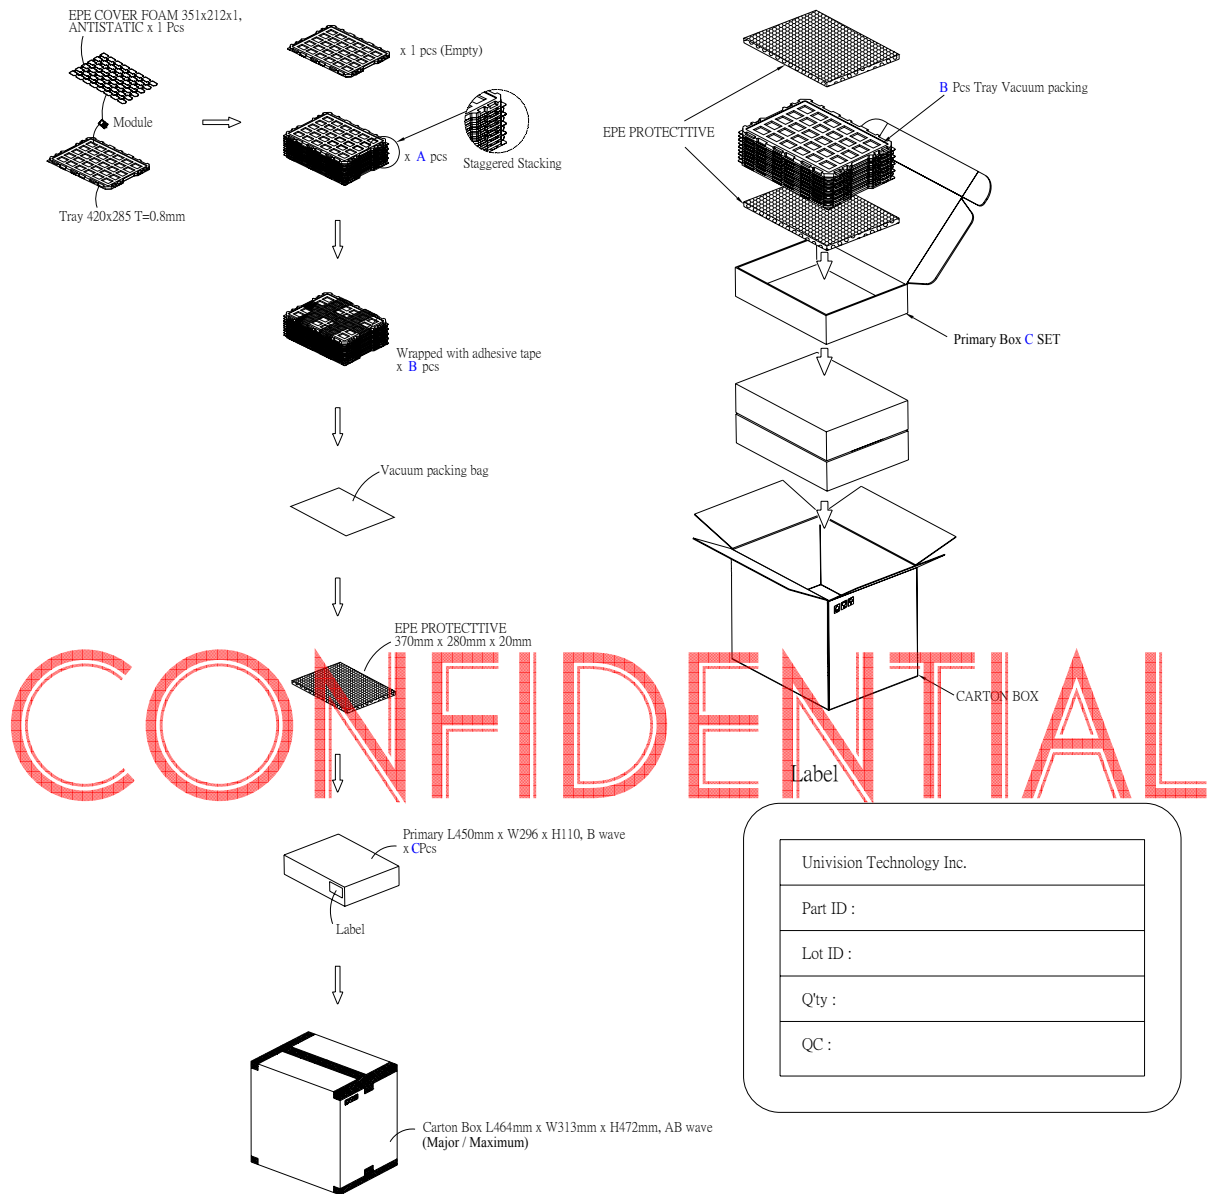 EPE COVER FOAM 351x212x1,
ANTISTATIC x 1 Pcs
Module
Tray 420x285 T=0.8mm
x 1 pcs (Empty)
x A pcs
Staggered Stacking
Wrapped with adhesive tape
x B pcs
Vacuum packing bag
EPE PROTECTTIVE
370mm x 280mm x 20mm
Primary L450mm x W296 x H110, B wave
x CPcs
Label
Carton Box L464mm x W313mm x H472mm, AB wave
(Major / Maximum)
B Pcs Tray Vacuum packing
EPE PROTECTTIVE
Primary Box C SET
CARTON BOX
CONFIDENTIAL
Label
Univision Technology Inc.
Part ID :
Lot ID :
Q'ty :
QC :